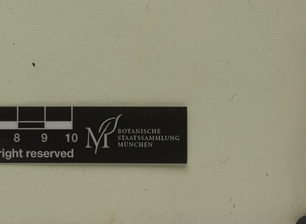 8 9 10
right reserved
M
BOTANISCHE
STAATSSAMMLUNG
MÜNCHEN